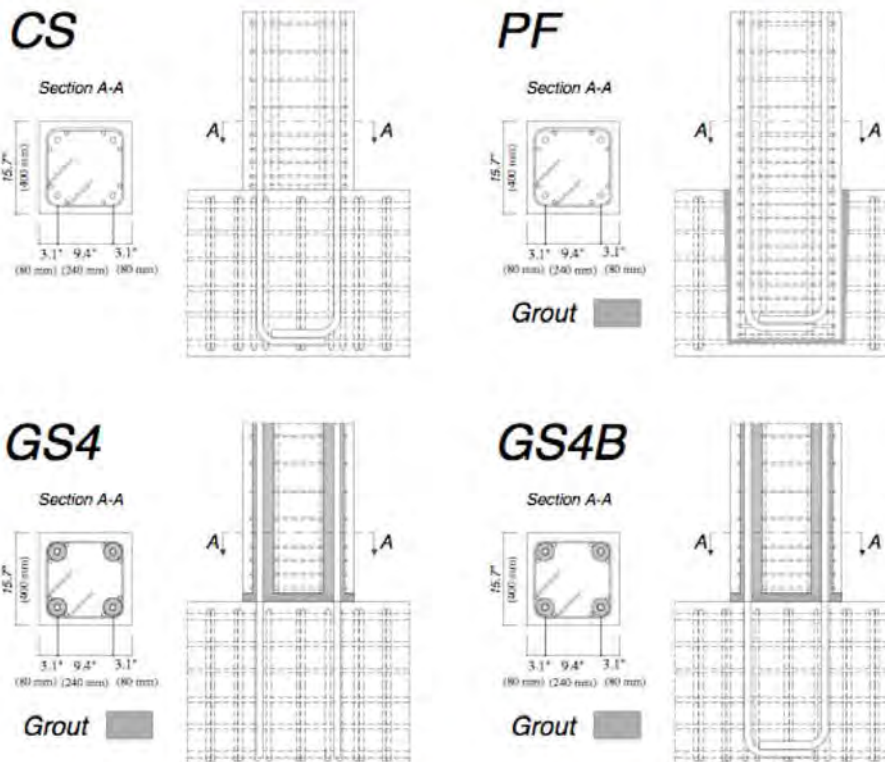 CS
Section A-A
A A
15.7"
(400 mm)
3.1" 9.4" 3.1"
(80 mm) (240 mm) (80 mm)
PF
Section A-A
A A
15.7"
(400 mm)
3.1" 9.4" 3.1"
(80 mm) (240 mm) (80 mm)
Grout
GS4
Section A-A
A A
15.7"
(400 mm)
3.1" 9.4" 3.1"
(80 mm) (240 mm) (80 mm)
Grout
GS4B
Section A-A
A A
15.7"
(400 mm)
3.1" 9.4" 3.1"
(80 mm) (240 mm) (80 mm)
Grout